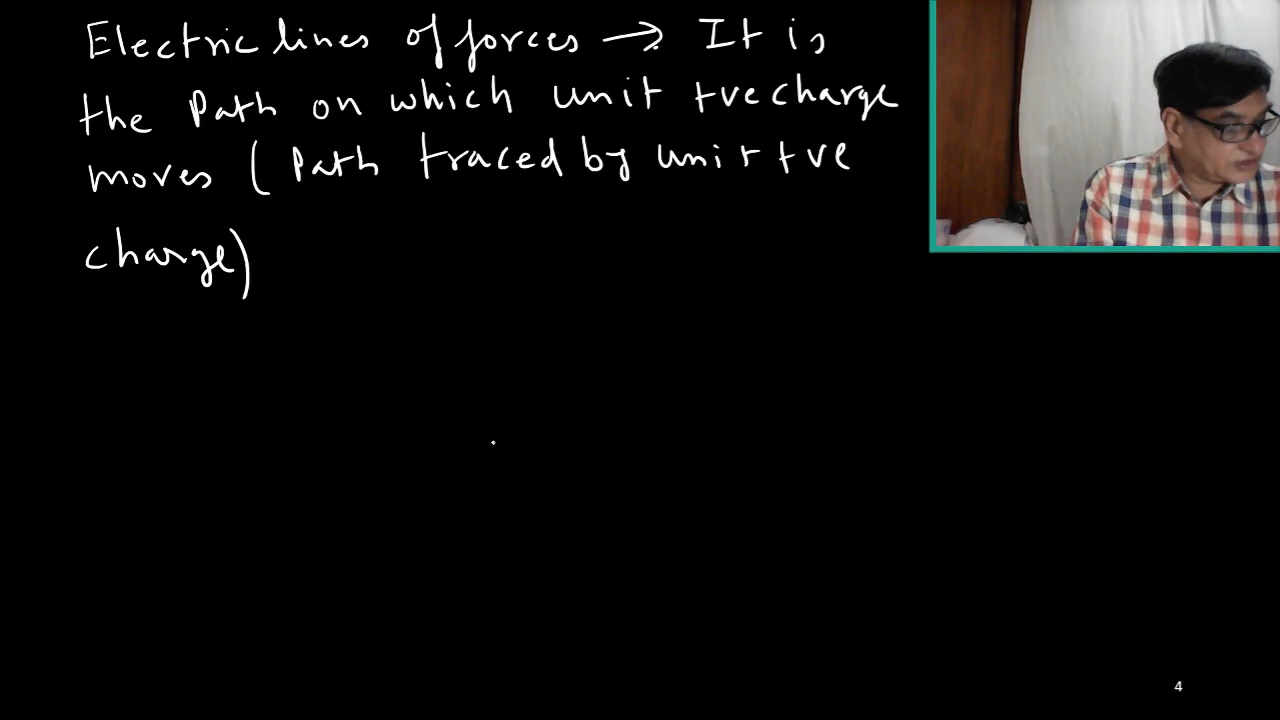 Electric lines of forces → It is
the Path on which unit +ve charge
moves ( Path traced by unit +ve
charge)
4